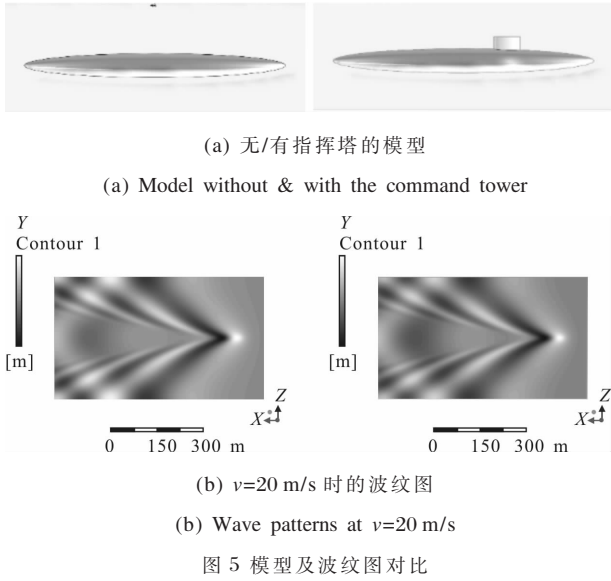 (a) 无/有指挥塔的模型
(a) Model without & with the command tower
Y
Contour 1
[m]
Z
X
0 150 300 m
Y
Contour 1
[m]
Z
X
0 150 300 m
(b) v=20 m/s 时的波纹图
(b) Wave patterns at v=20 m/s
图 5 模型及波纹图对比